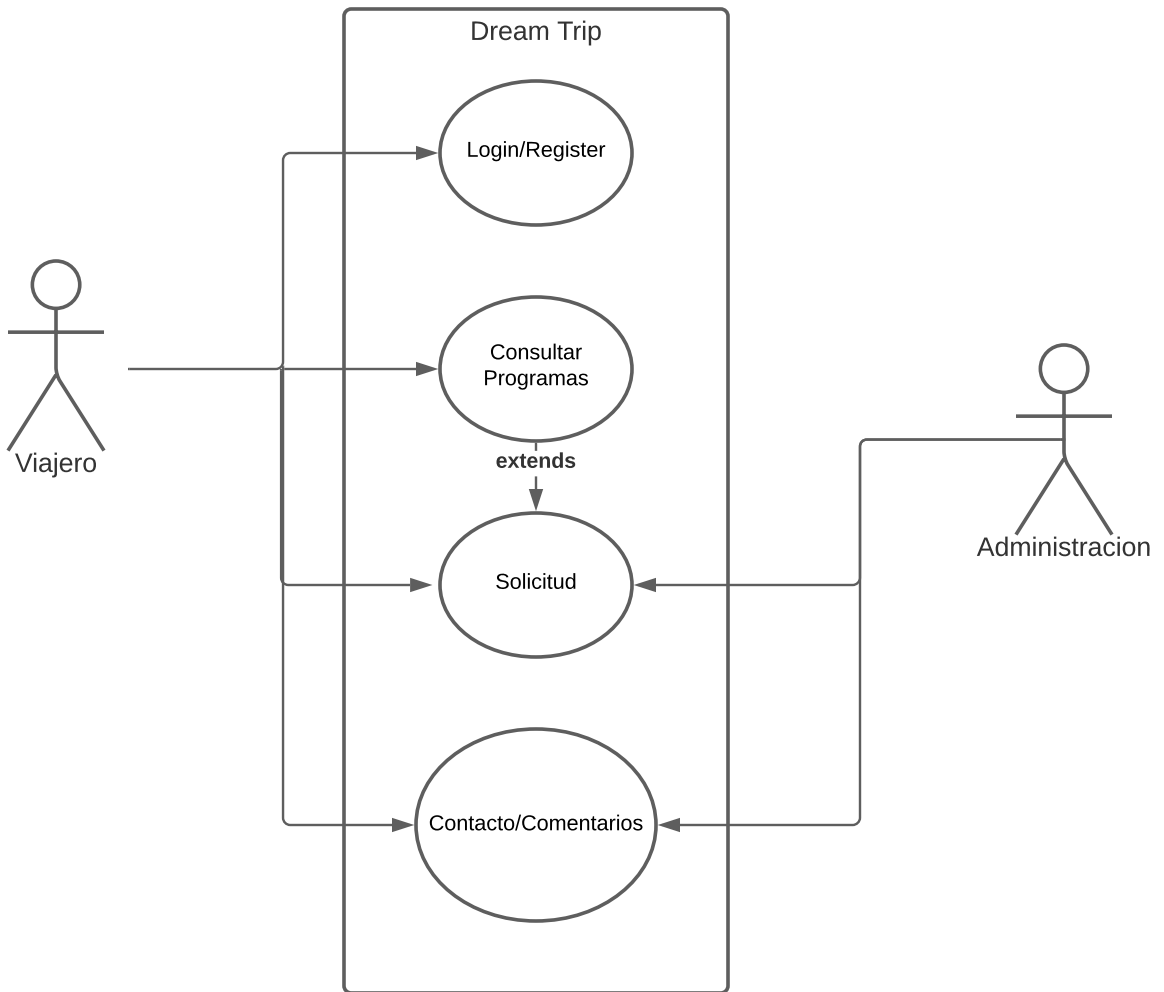 Dream Trip
Login/Register
Consultar
Programas
extends
Viajero
Solicitud
Administracion
Contacto/Comentarios